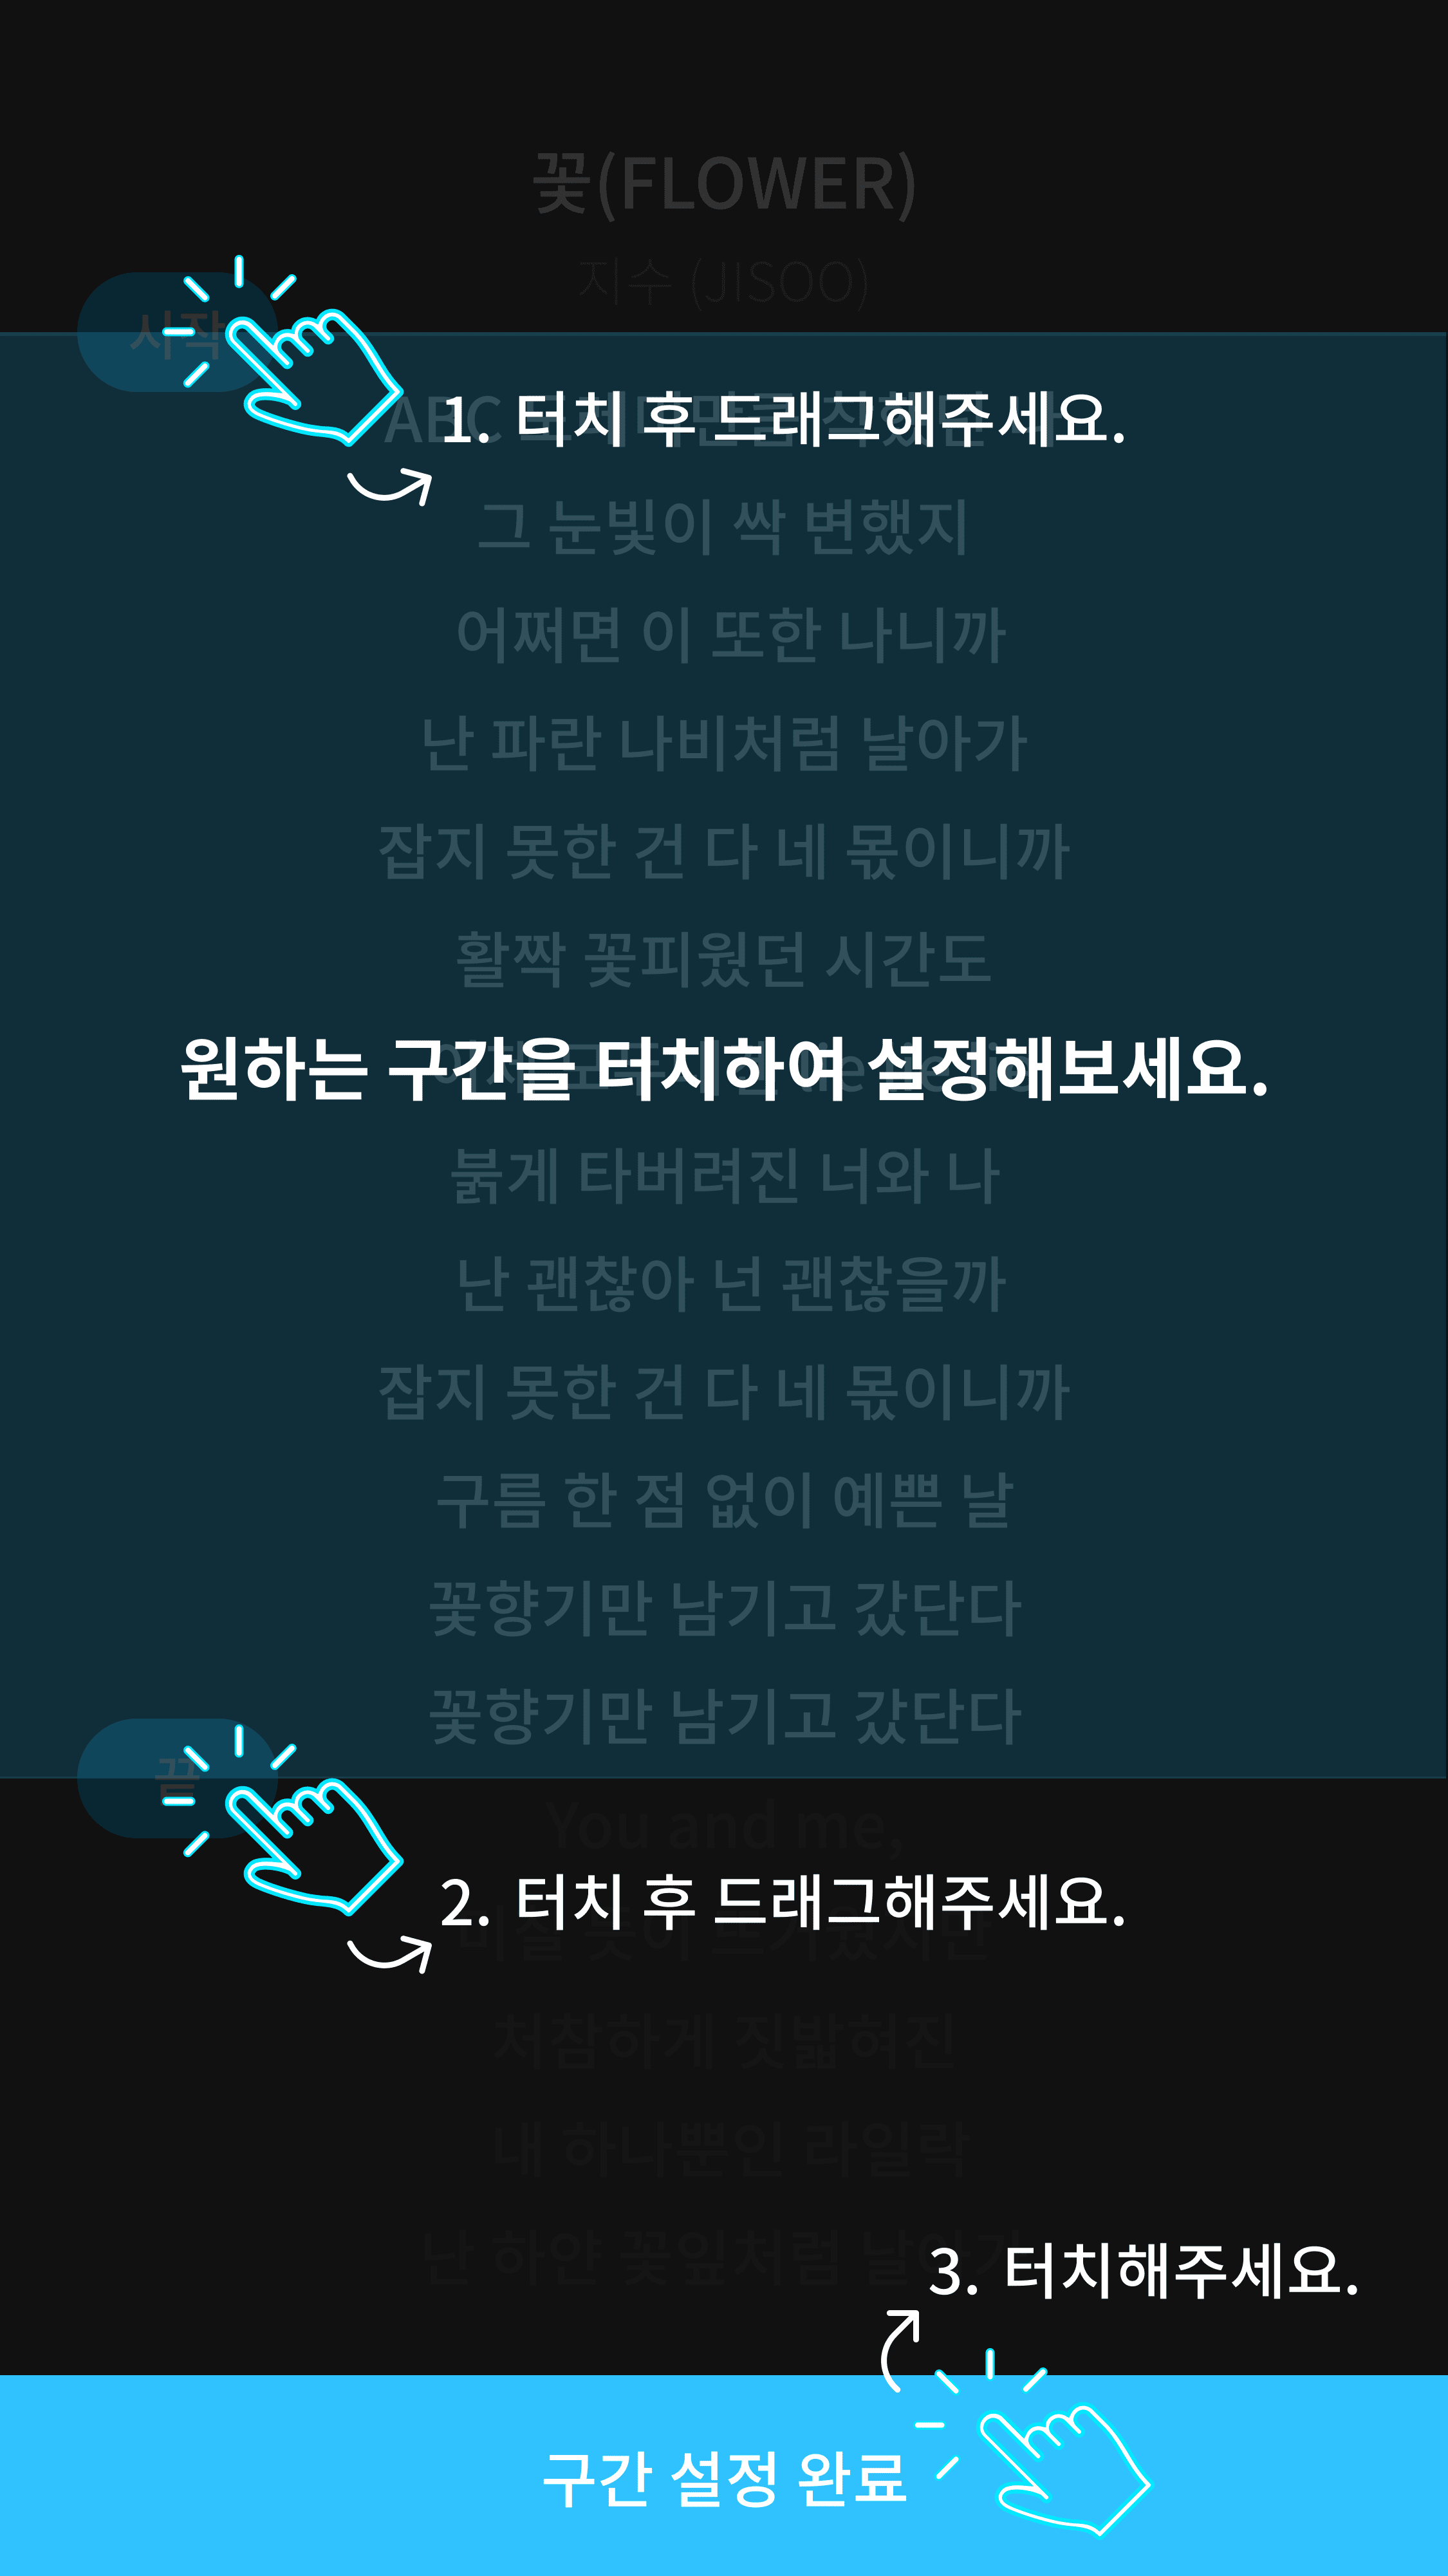 꽃(FLOWER)
지수 (JISOO)
시작
ABC
1. 터치 후 드래그해주세요.
그 눈빛이 싹 변했지
어쩌면 이 또한 나니까
난 파란 나비처럼 날아가
잡지 못한 건 다 네 몫이니까
활짝 꽃피웠던 시간도
원하는 구간을 터치하여 설정해보세요.
붉게 타버려진 너와 나
난 괜찮아 넌 괜찮을까
잡지 못한 건 다 네 몫이니까
구름 한 점 없이 예쁜 날
꽃향기만 남기고 갔단다
꽃향기만 남기고 갔단다
끝
You and me,
2. 터치 후 드래그해주세요.
처참하게 짓밟혀진
내 하나뿐인 라일락
난 하얀 꽃잎처럼 날아가
3. 터치해주세요.
구간 설정 완료